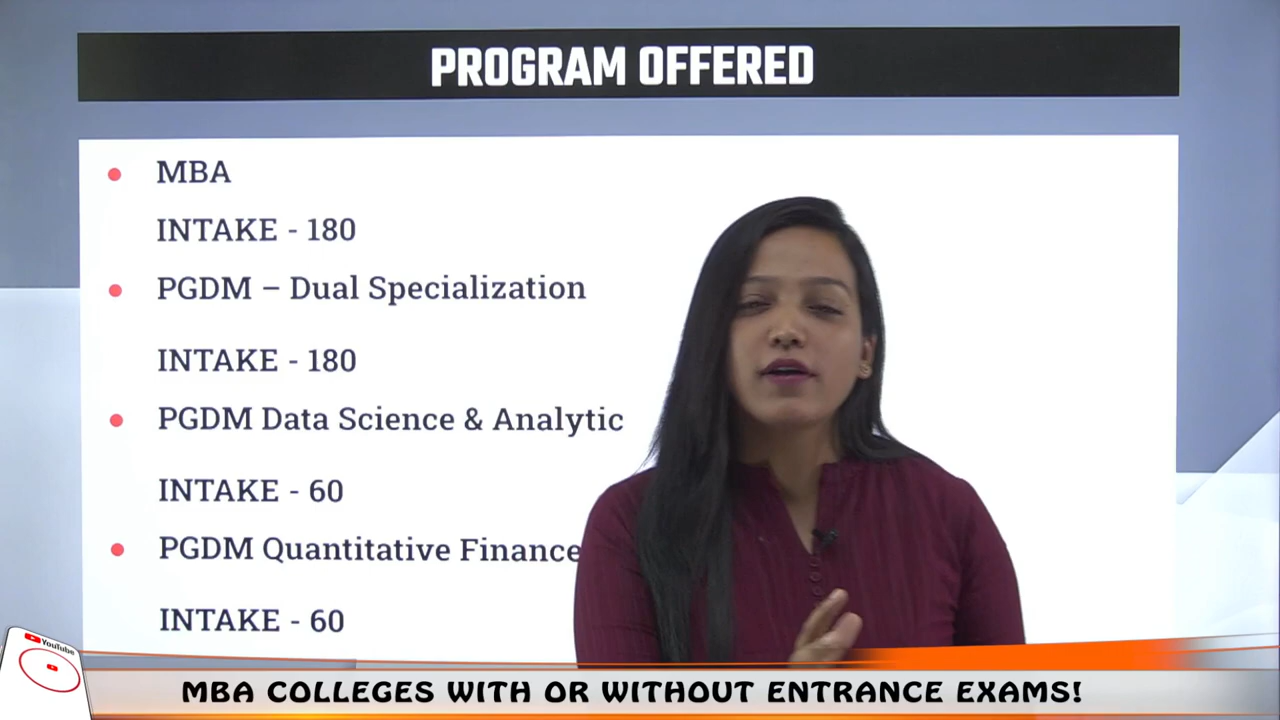 PROGRAM OFFERED
MBA
INTAKE - 180
PGDM – Dual Specialization
INTAKE - 180
PGDM Data Science & Analytic
INTAKE - 60
PGDM Quantitative Finance
INTAKE - 60
YouTube
MBA COLLEGES WITH OR WITHOUT ENTRANCE EXAMS!